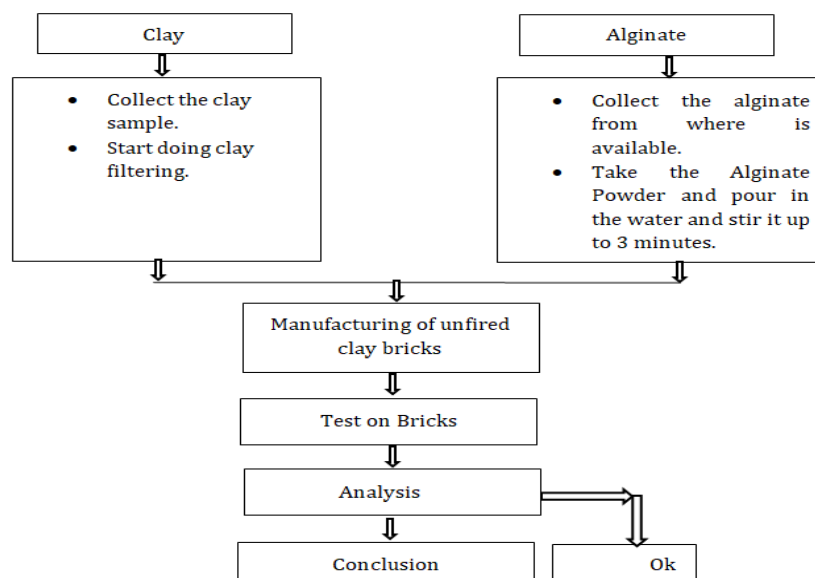 Clay
Alginate
• Collect the clay
sample.
• Start doing clay
filtering.
• Collect the alginate
from where is
available.
• Take the Alginate
Powder and pour in
the water and stir it up
to 3 minutes.
Manufacturing of unfired
clay bricks
Test on Bricks
Analysis
Conclusion
Ok